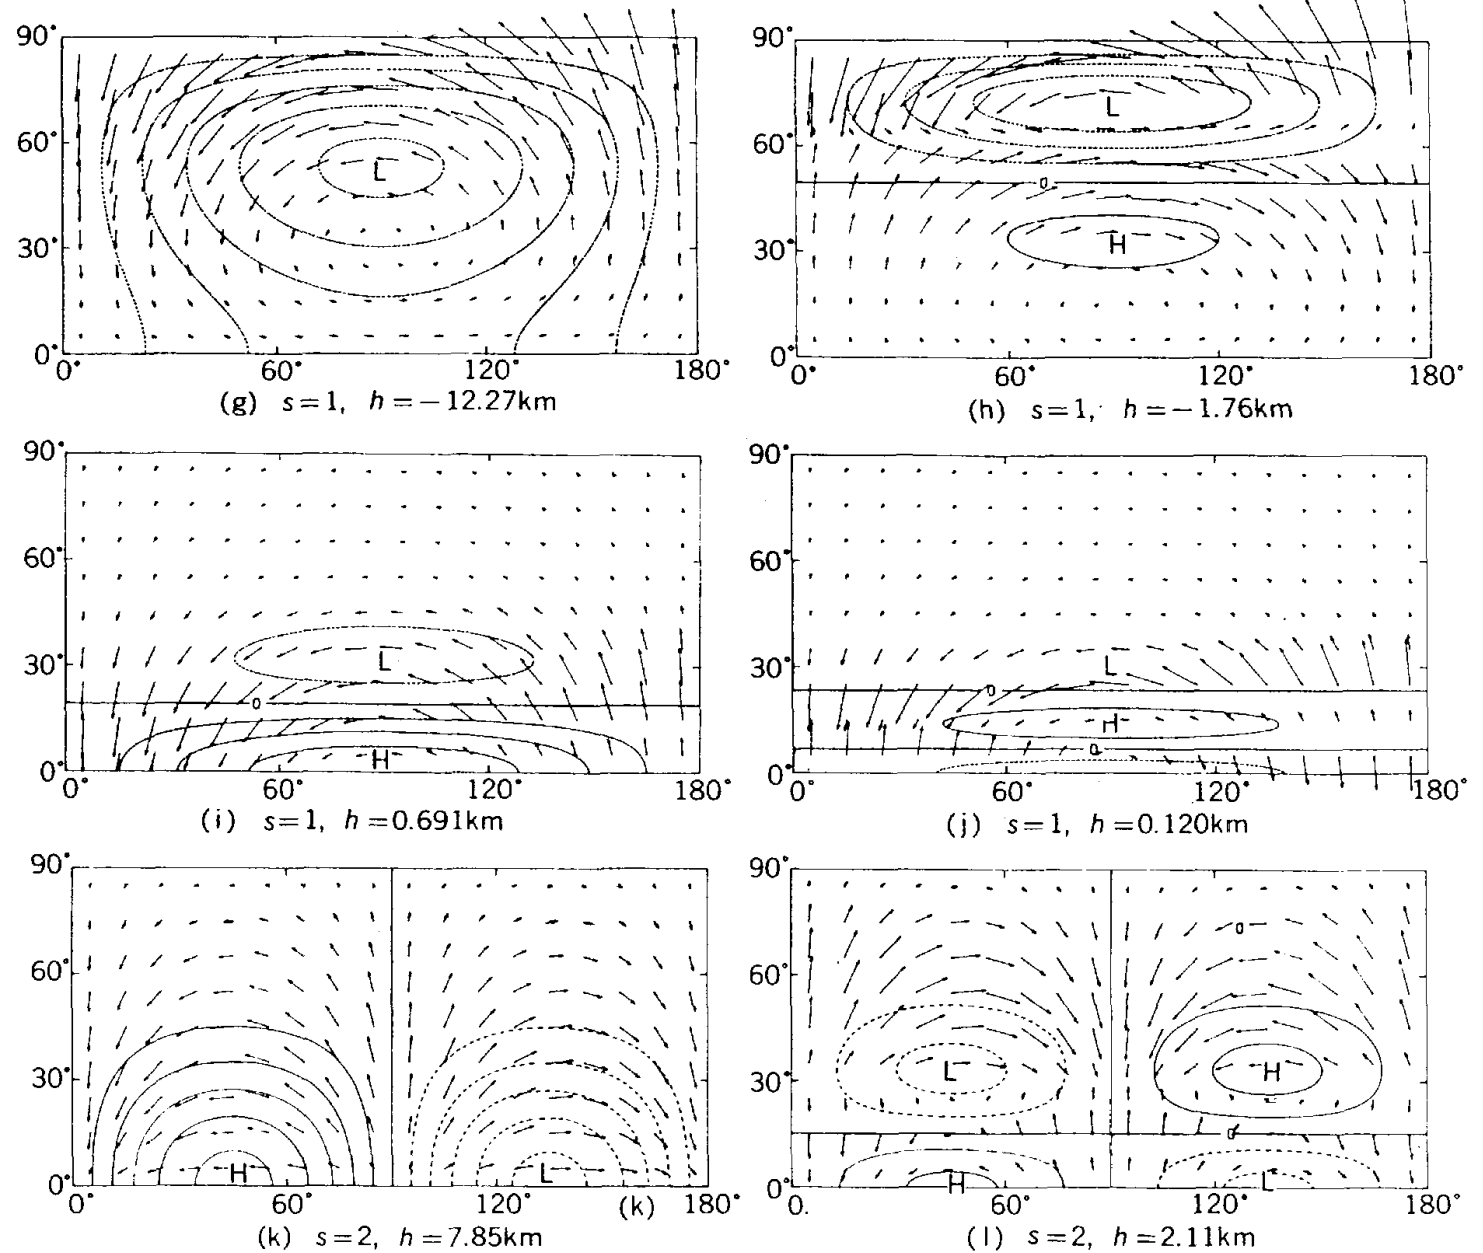 90° 90°
60° L 60° L
0
30° 30° H
0° 0°
0° 60° 120° 180° 0° 60° 120° 180°
(g) s=1, h=-12.27km (h) s=1, h=-1.76km
90° 90°
60° 60°
30° L 30° L
0 0
H H
0
0° 0°
0° 60° 120° 180° 0. 60° 120° 180°
(i) s=1, h=0.691km (j) s=1, h=0.120km
90° 90°
0
60° 60°
30° 30° L H
0
0° H L 0° H L
0. 60° 120° (k) 180° 0. 60° 120° 180°
(k) s=2, h=7.85km (l) s=2, h=2.11km